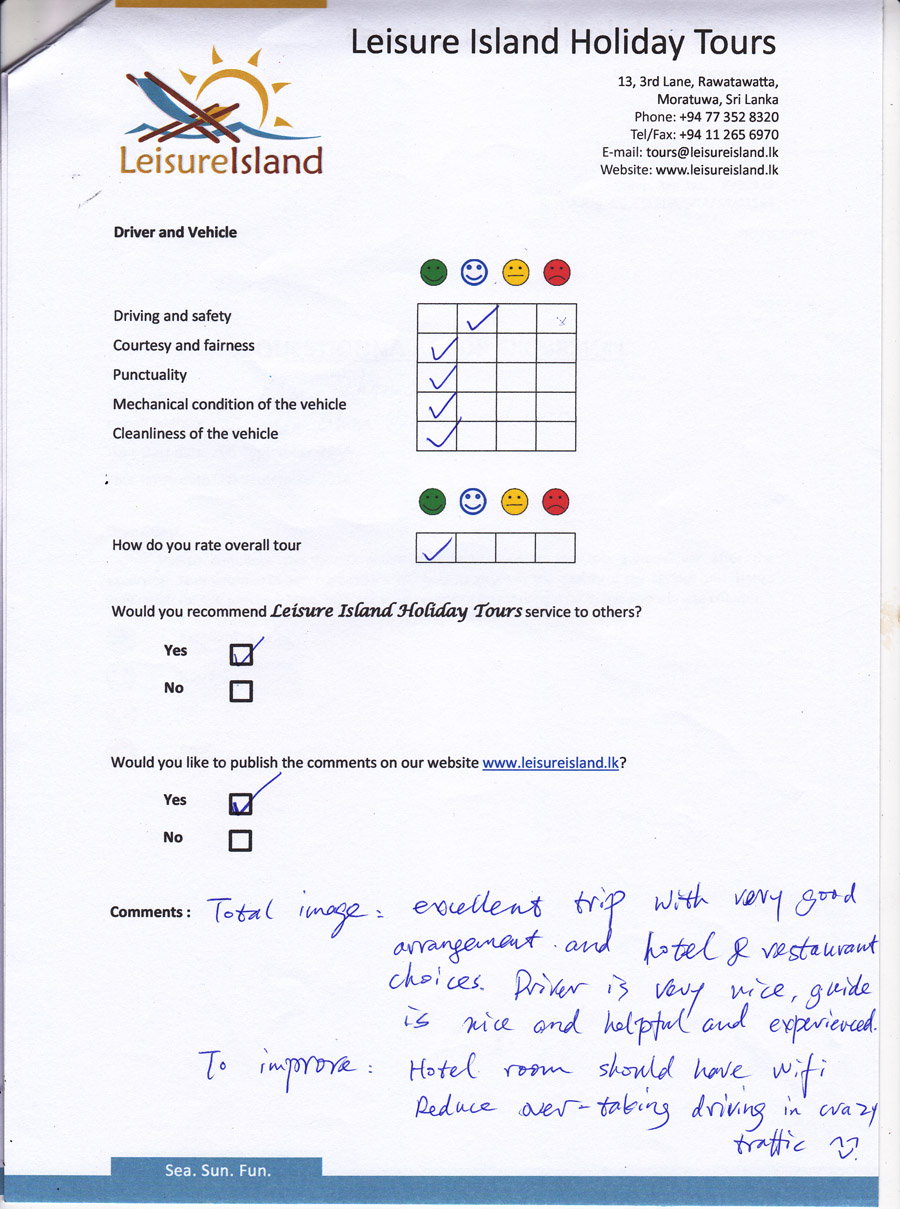 Leisure Island Holiday Tours
13, 3rd Lane, Rawatawatta,
Moratuwa, Sri Lanka
Phone: +94 77 352 8320
Tel/Fax: +94 11 265 6970
E-mail: tours@leisureisland.lk
Website: www.leisureisland.lk
LeisureIsland
Driver and Vehicle
Driving and safety
Courtesy and fairness
Punctuality
Mechanical condition of the vehicle
Cleanliness of the vehicle
How do you rate overall tour
Would you recommend Leisure Island Holiday Tours service to others?
Yes
No
Would you like to publish the comments on our website www.leisureisland.lk?
Yes
No
Comments : Total image : excellent trip with very good
arrangement and hotel & restaurant
choices. Driver is very nice, guide
is nice and helpful and experienced.
To improve : Hotel room should have wifi
Reduce over-taking driving in crazy
traffic
Sea. Sun. Fun.